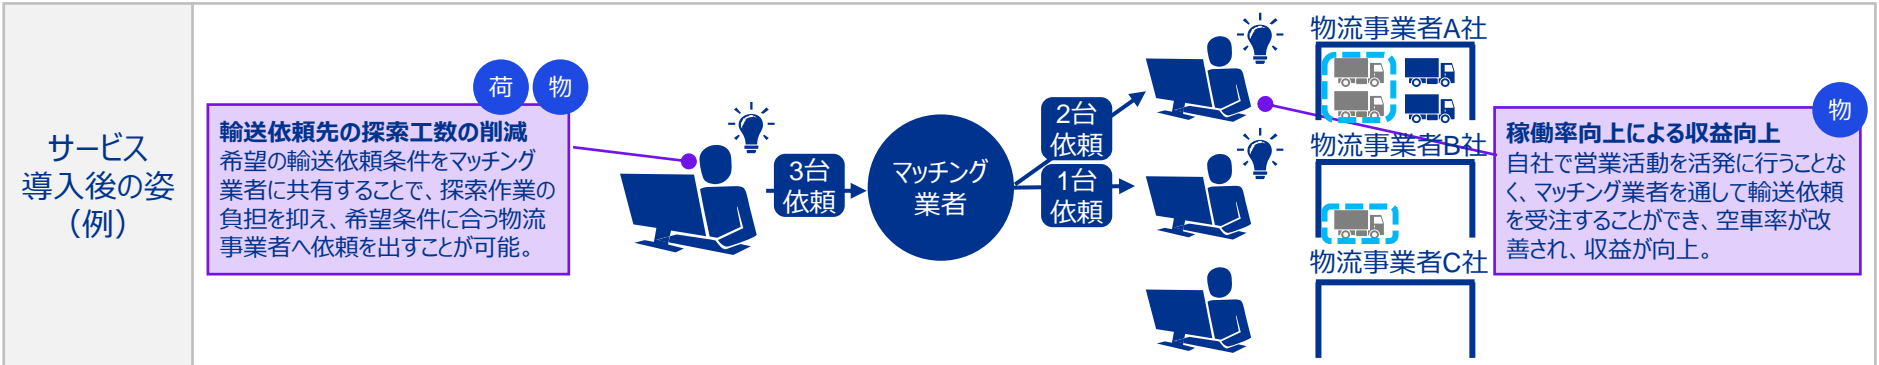 サービス
導入後の姿
（例）
荷
物
輸送依頼先の探索工数の削減
希望の輸送依頼条件をマッチング
業者に共有することで、探索作業の
負担を抑え、希望条件に合う物流
事業者へ依頼を出すことが可能。
3台
依頼
マッチング
業者
2台
依頼
1台
依頼
物流事業者A社
物流事業者B社
物流事業者C社
物
稼働率向上による収益向上
自社で営業活動を活発に行うことな
く、マッチング業者を通して輸送依頼
を受注することができ、空車率が改
善され、収益が向上。